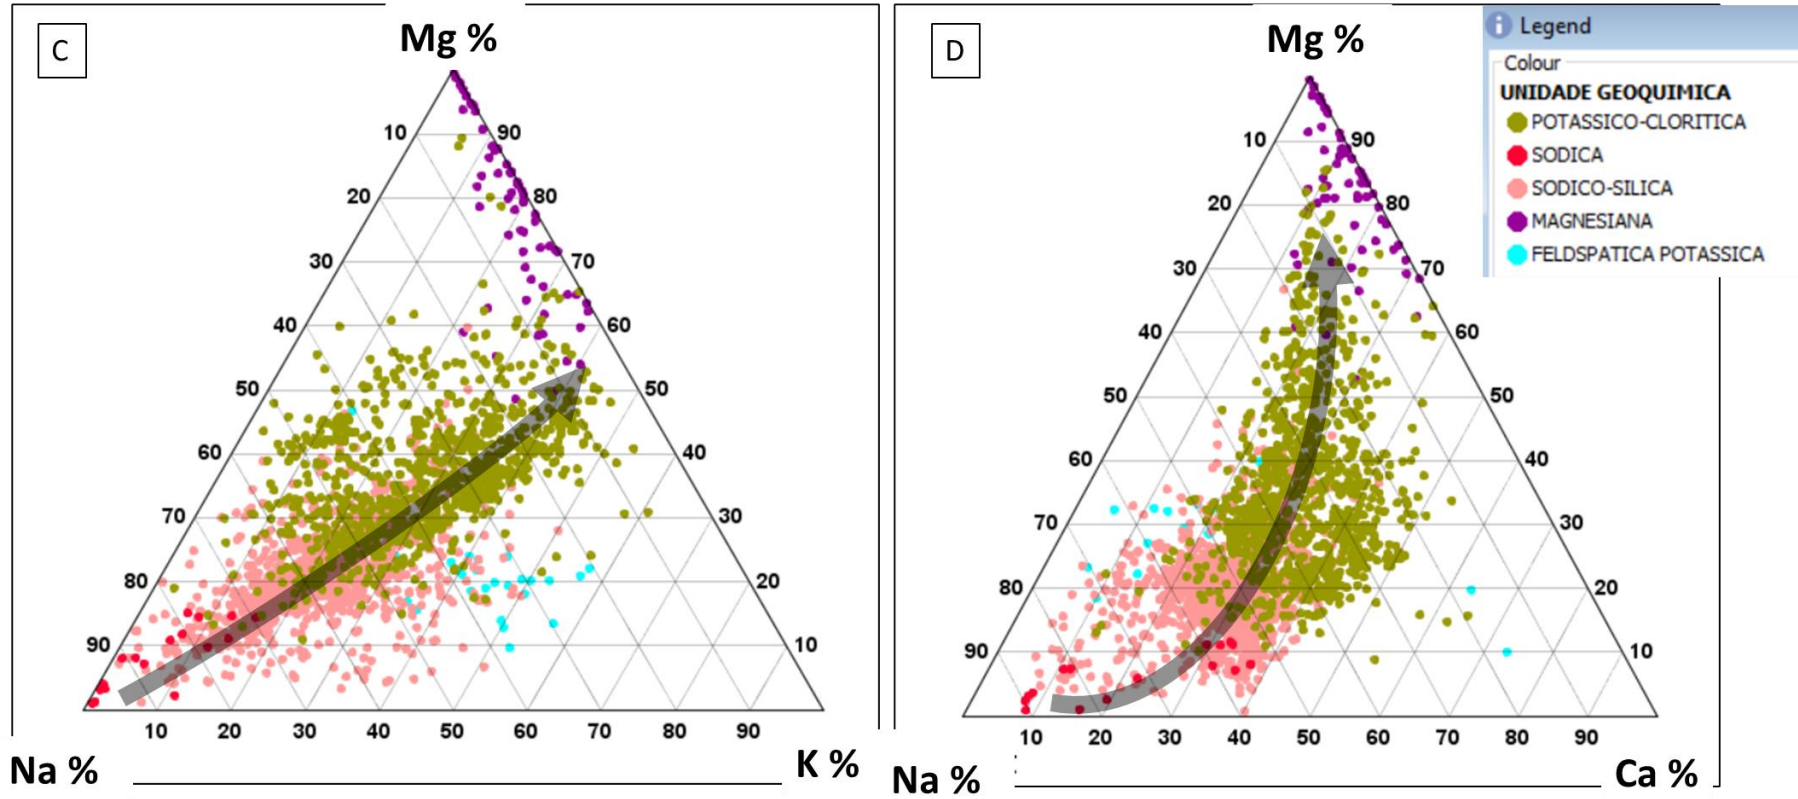 C
Mg %
10 90
20 80
30 70
40 60
50 50
60 40
70 30
80 20
90 10
10 20 30 40 50 60 70 80 90
Na % K %
D
Mg %
10 90
20 80
30 70
40 60
50 50
60 40
70 30
80 20
90 10
10 20 30 40 50 60 70 80 90
Na % Ca %
i Legend
Colour
UNIDADE GEOQUIMICA
POTASSICO-CLORITICA
SODICA
SODICO-SILICA
MAGNESIANA
FELDSPATICA POTASSICA